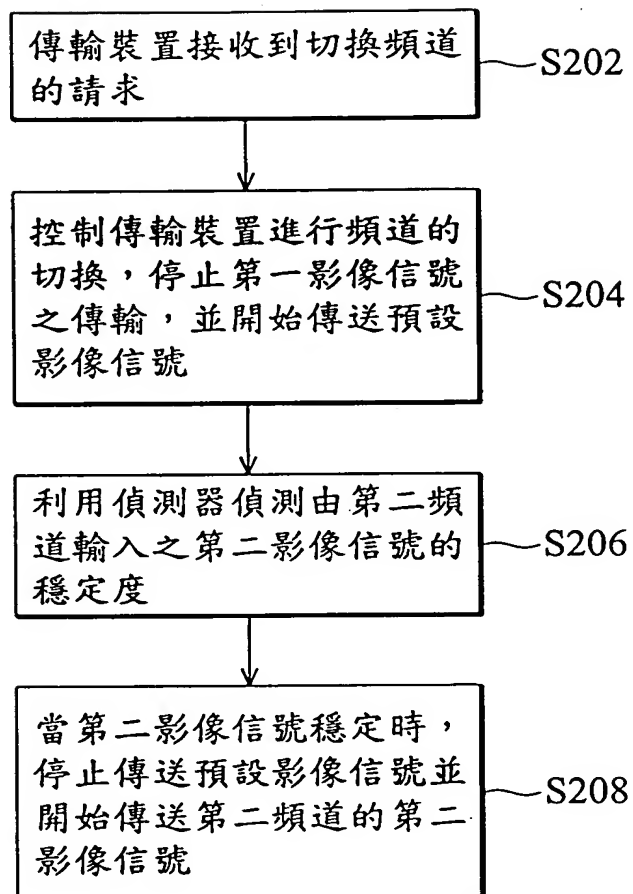 傳輸裝置接收到切換頻道
的請求
S202
控制傳輸裝置進行頻道的
切換，停止第一影像信號
之傳輸，並開始傳送預設
影像信號
S204
利用偵測器偵測由第二頻
道輸入之第二影像信號的
穩定度
S206
當第二影像信號穩定時，
停止傳送預設影像信號並
開始傳送第二頻道的第二
影像信號
S208